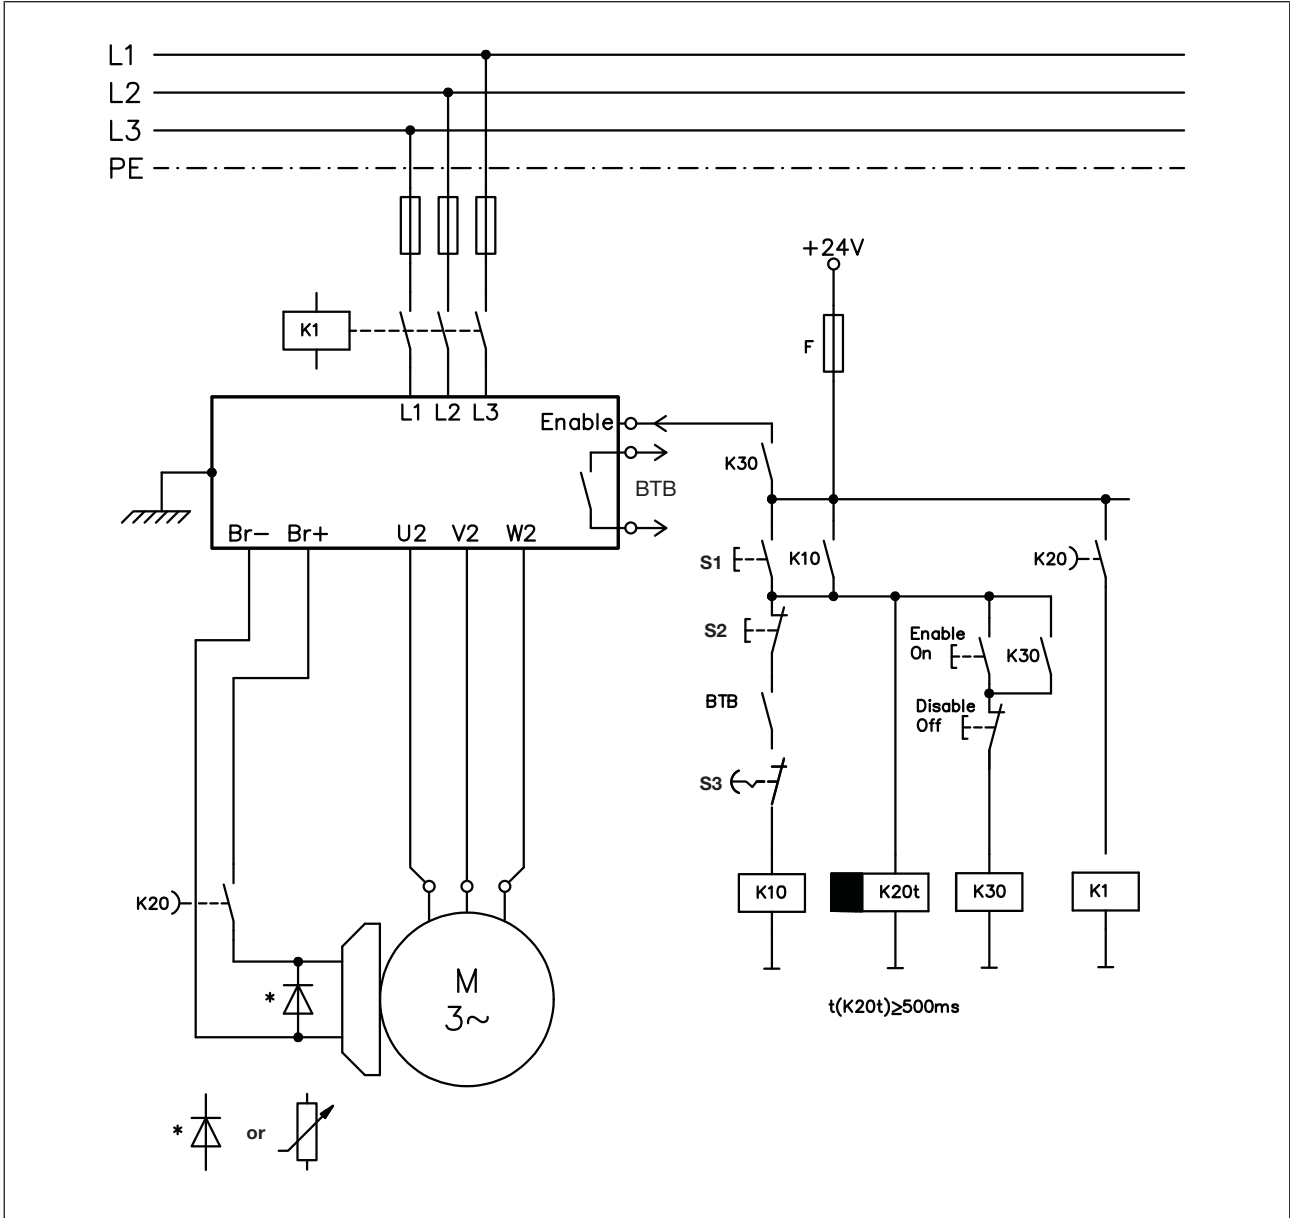 L1
L2
L3
PE
+24V
F
K1
L1 L2 L3
Enable
K30
BTB
Br- Br+ U2 V2 W2
S1
K10
K20
S2
Enable
On
K30
BTB
Disable
Off
S3
K20
K10
K20t
K30
K1
M
3~
*
t(K20t)≥500ms
* or